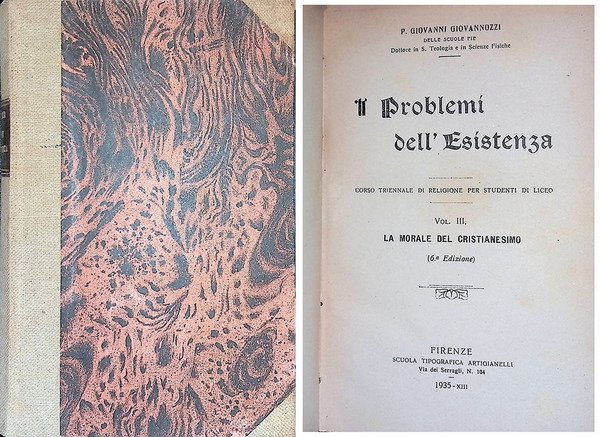 P. GIOVANNI GIOVANNOZZI
DELLE SCUOLE PIE
Dottore in S. Teologia e in Scienze Fisiche
I Problemi
dell' Esistenza
CORSO TRIENNALE DI RELIGIONE PER STUDENTI DI LICEO
VOL. III.
LA MORALE DEL CRISTIANESIMO
(6.ª Edizione)
FIRENZE
SCUOLA TIPOGRAFICA ARTIGIANELLI
Via dei Serragli, N. 104
1935-XIII